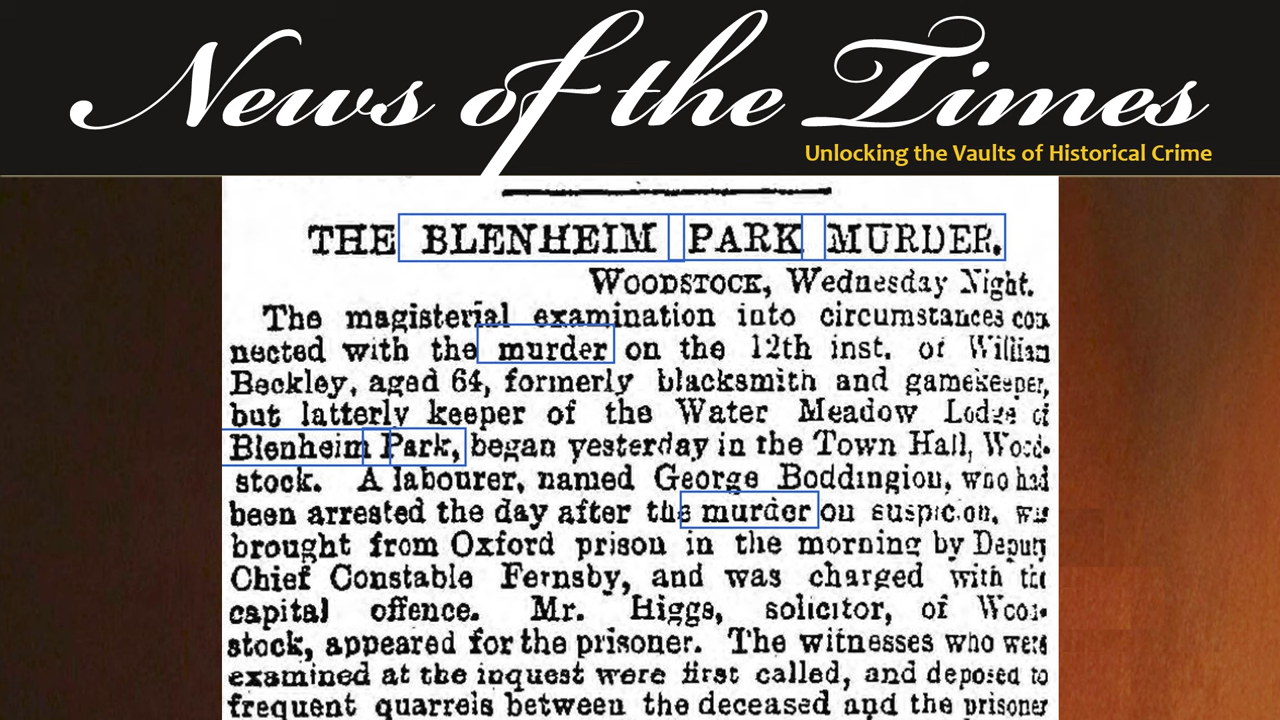 News of the Times
Unlocking the Vaults of Historical Crime
THE BLENHEIM PARK MURDER.
WOODSTOCK, Wednesday Night.
The magisterial examination into circumstances con
nected with the murder on the 12th inst. of William
Beckley, aged 64, formerly blacksmith and gamekeeper,
but latterly keeper of the Water Meadow Lodge of
Blenheim Park, began yesterday in the Town Hall, Wood-
stock. A labourer, named George Boddington, who had
been arrested the day after the murder on suspicion, was
brought from Oxford prison in the morning by Deputy
Chief Constable Fernsby, and was charged with the
capital offence. Mr. Higgs, solicitor, of Wood-
stock, appeared for the prisoner. The witnesses who were
examined at the inquest were first called, and deposed to
frequent quarrels between the deceased and the prisoner